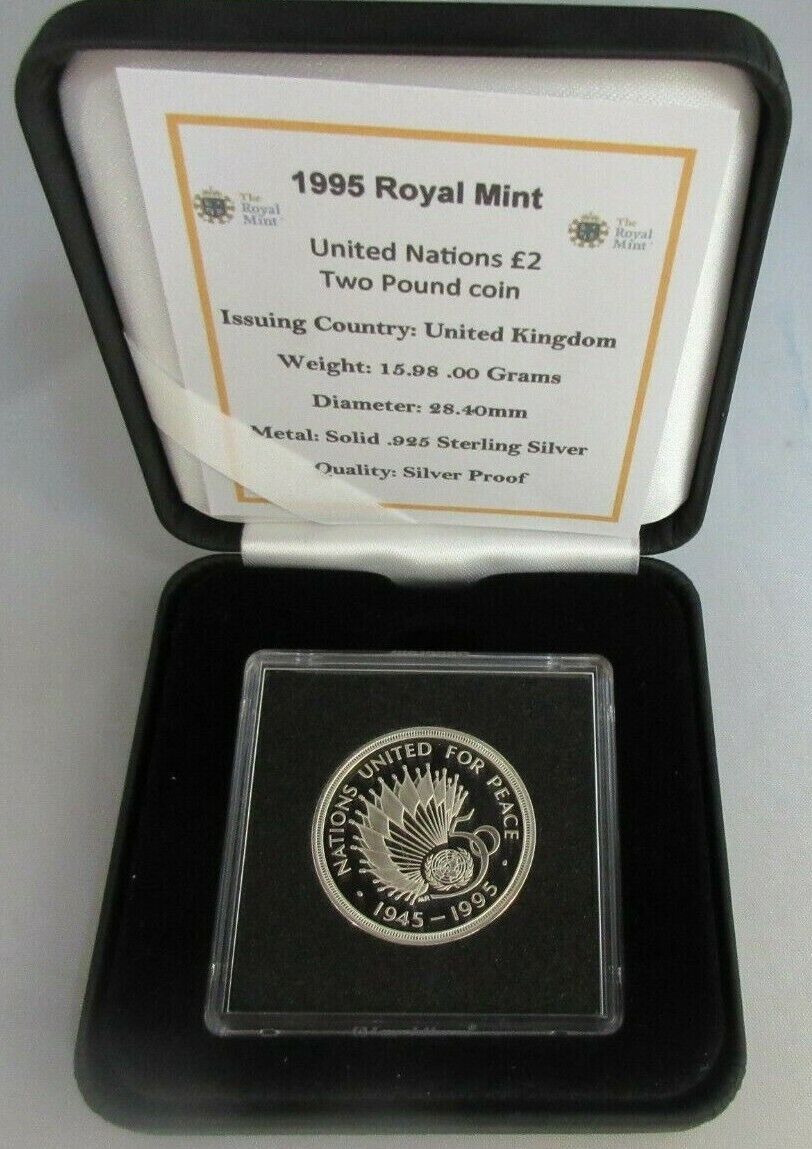 1995 Royal Mint
The
Royal
Mint
The
Royal
Mint
United Nations £2
Two Pound coin
Issuing Country: United Kingdom
Weight: 15.98 .00 Grams
Diameter: 28.40mm
Metal: Solid .925 Sterling Silver
Quality: Silver Proof
NATIONS UNITED FOR PEACE
50
• 1945–1995 •